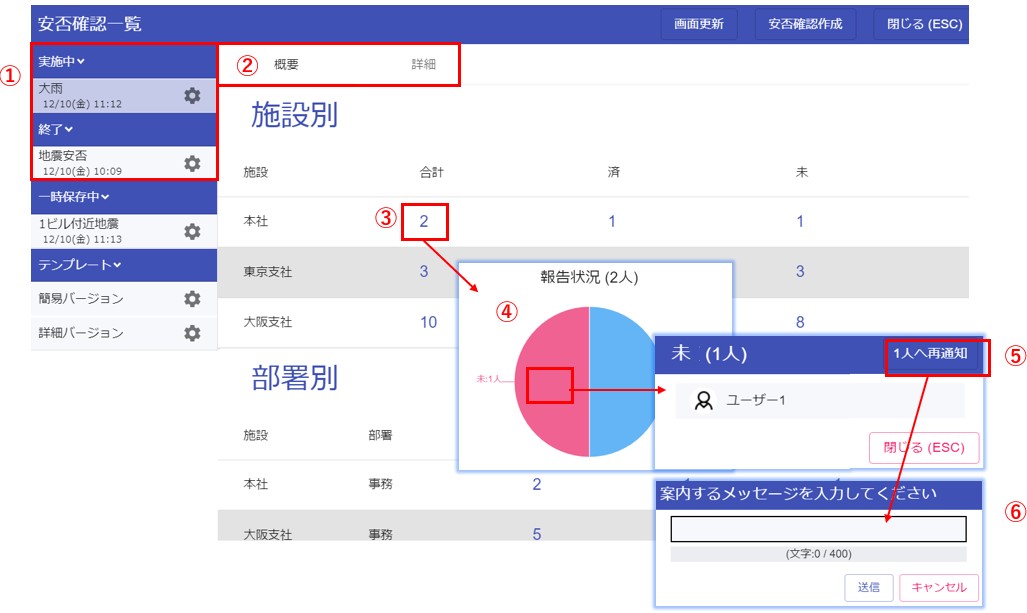 安否確認一覧
画面更新
安否確認作成
閉じる (ESC)
①
実施中
大雨
12/10(金) 11:12
終了
地震安否
12/10(金) 10:09
一時保存中
1ビル付近地震
12/10(金) 11:13
テンプレート
簡易バージョン
詳細バージョン
②
概要
詳細
施設別
施設 合計 済 未
③
本社 2 1 1
東京支社 3 3
大阪支社 10 8
④
報告状況 (2人)
未:1人
部署別
施設 部署
本社 事務 2
大阪支社 事務 5
未 (1人)
1人へ再通知
⑤
ユーザー1
閉じる (ESC)
案内するメッセージを入力してください
⑥
(文字:0 / 400)
送信
キャンセル